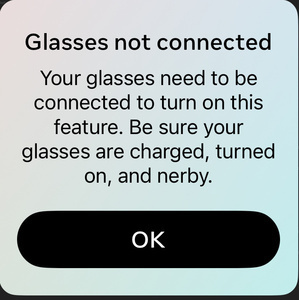 Glasses not connected
Your glasses need to be
connected to turn on this
feature. Be sure your
glasses are charged, turned
on, and nerby.
OK